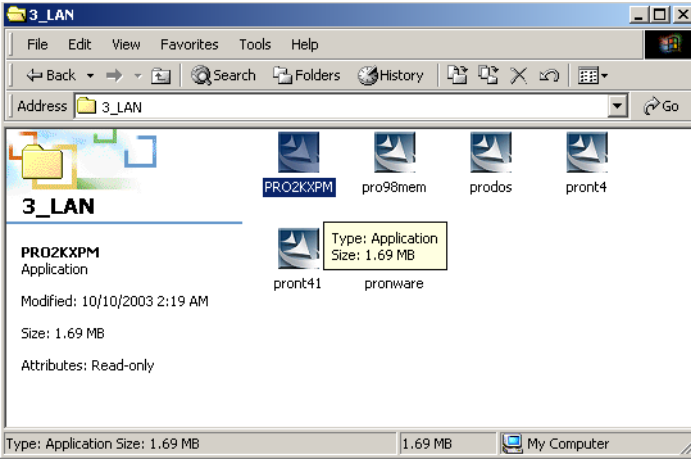 3_LAN
File Edit View Favorites Tools Help
Back Search Folders History
Address 3_LAN Go
3_LAN
PRO2KXPM
Application
Modified: 10/10/2003 2:19 AM
Size: 1.69 MB
Attributes: Read-only
PRO2KXPM pro98mem prodos pront4
Type: Application
Size: 1.69 MB
pront41 pronware
Type: Application Size: 1.69 MB 1.69 MB My Computer